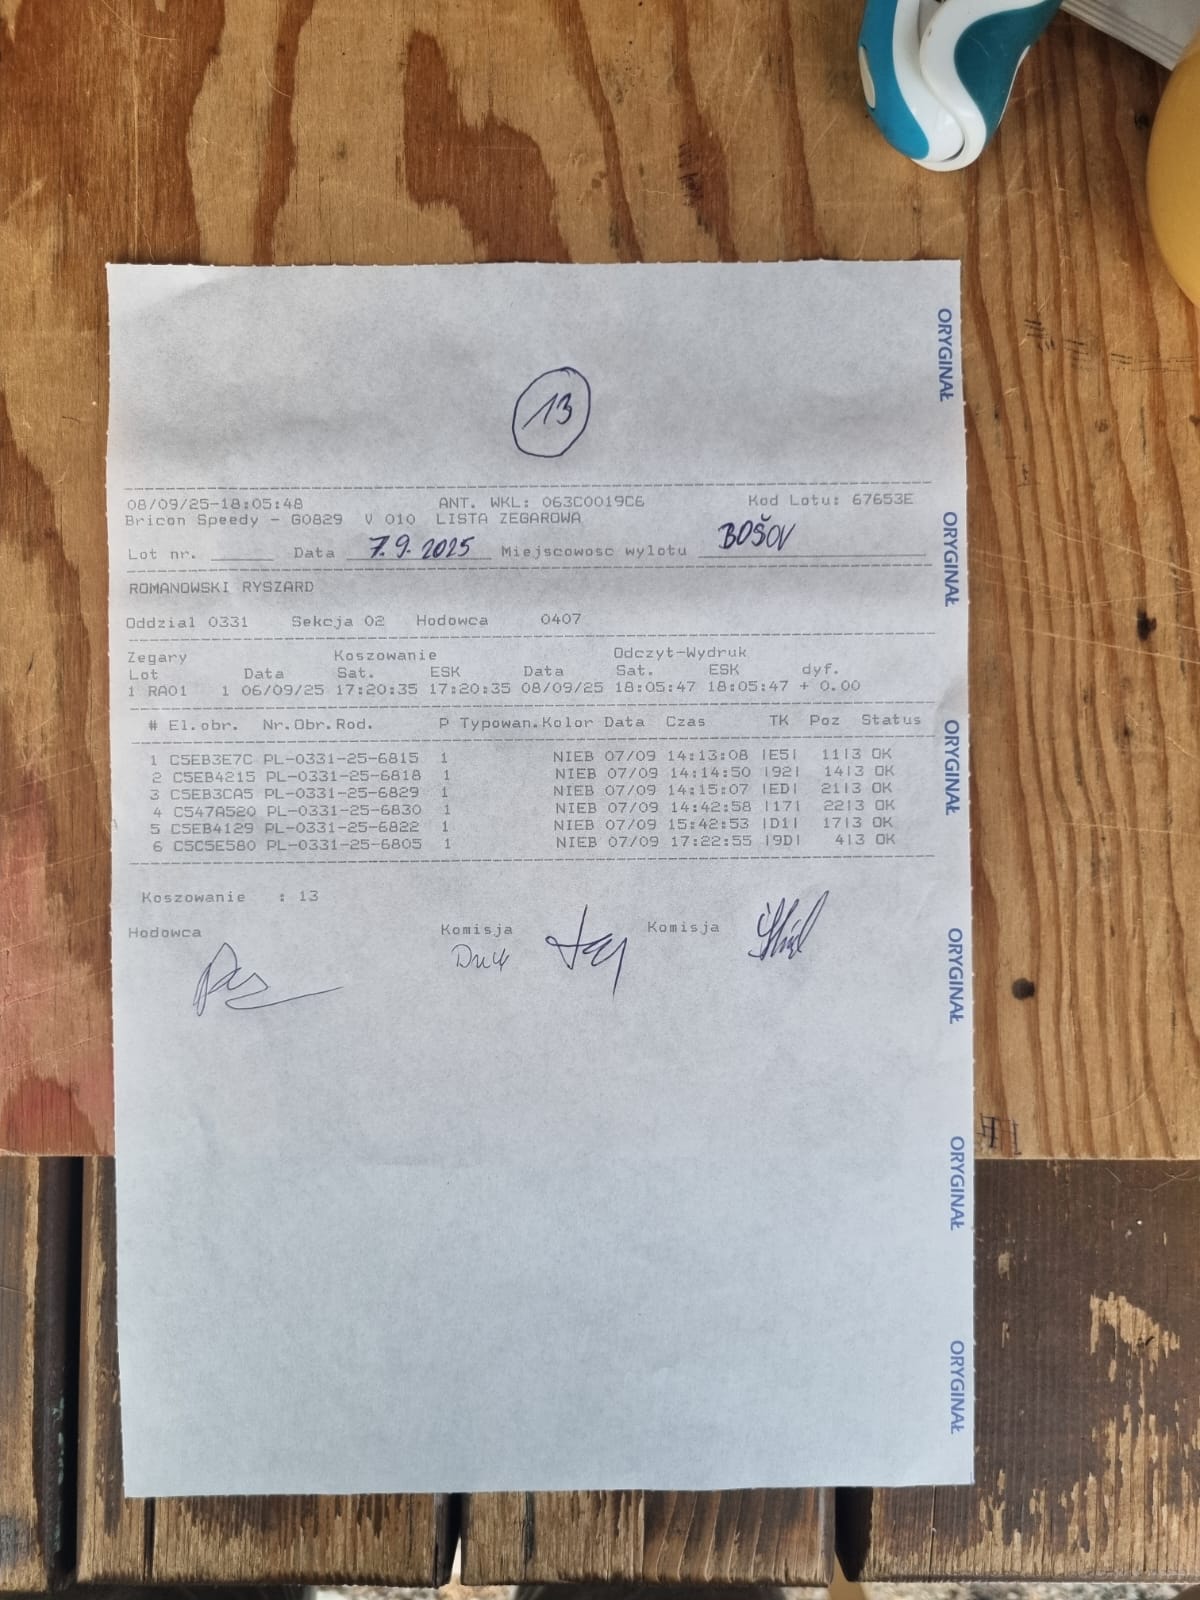 13
08/09/25-18:05:48 ANT. WKL: 063C0019C6 Kod Lotu: 67653E
Bricon Speedy - G0829 V 010 LISTA ZEGAROWA
Lot nr. ______ Data 7.9.2025 Miejscowosc wylotu BOŠOV
ROMANOWSKI RYSZARD
Oddzial 0331 Sekcja 02 Hodowca 0407
Zegary Koszowanie Odczyt-Wydruk
Lot Data Sat. ESK Data Sat. ESK dyf.
1 RA01 1 06/09/25 17:20:35 17:20:35 08/09/25 18:05:47 18:05:47 + 0.00
# El.obr. Nr.Obr.Rod. P Typowan.Kolor Data Czas TK Poz Status
1 C5EB3E7C PL-0331-25-6815 1 NIEB 07/09 14:13:08 |E5| 11|3 OK
2 C5EB4215 PL-0331-25-6818 1 NIEB 07/09 14:14:50 |92| 14|3 OK
3 C5EB3CA5 PL-0331-25-6829 1 NIEB 07/09 14:15:07 |ED| 21|3 OK
4 C547A520 PL-0331-25-6830 1 NIEB 07/09 14:42:58 |17| 22|3 OK
5 C5EB4129 PL-0331-25-6822 1 NIEB 07/09 15:42:53 |D1| 17|3 OK
6 C5C5E580 PL-0331-25-6805 1 NIEB 07/09 17:22:55 |9D| 4|3 OK
Koszowanie : 13
Hodowca Komisja Komisja
ORYGINAŁ
ORYGINAŁ
ORYGINAŁ
ORYGINAŁ
ORYGINAŁ
ORYGINAŁ